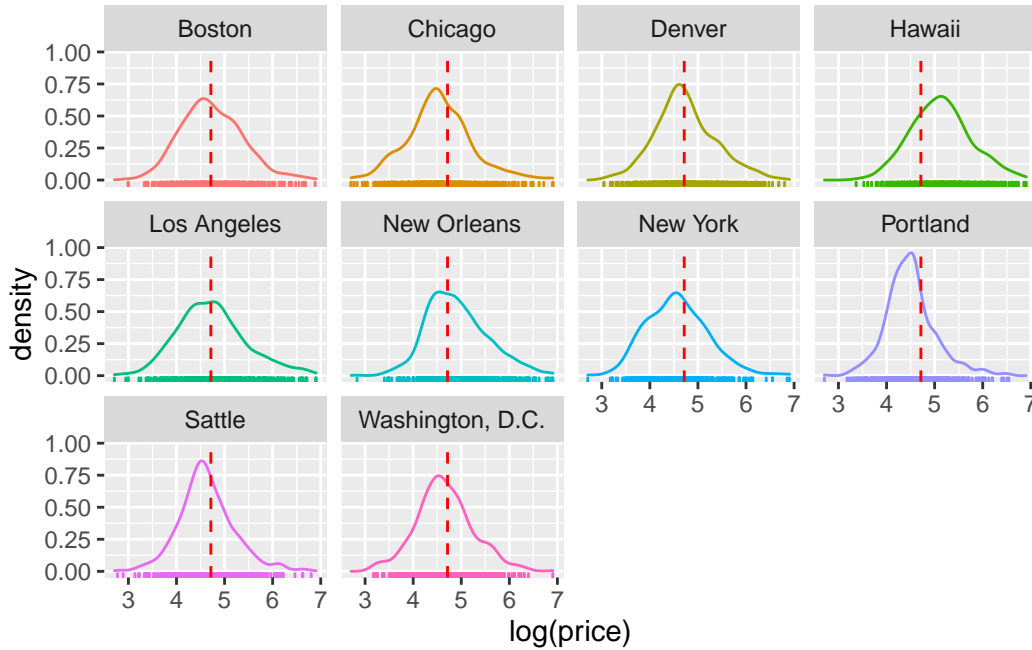 Boston Chicago Denver Hawaii
1.00
0.75
0.50
0.25
0.00
Los Angeles New Orleans New York Portland
1.00
0.75
0.50
0.25
0.00
3 4 5 6 7 3 4 5 6 7
Sattle Washington, D.C.
1.00
0.75
0.50
0.25
0.00
3 4 5 6 7 3 4 5 6 7
density
log(price)